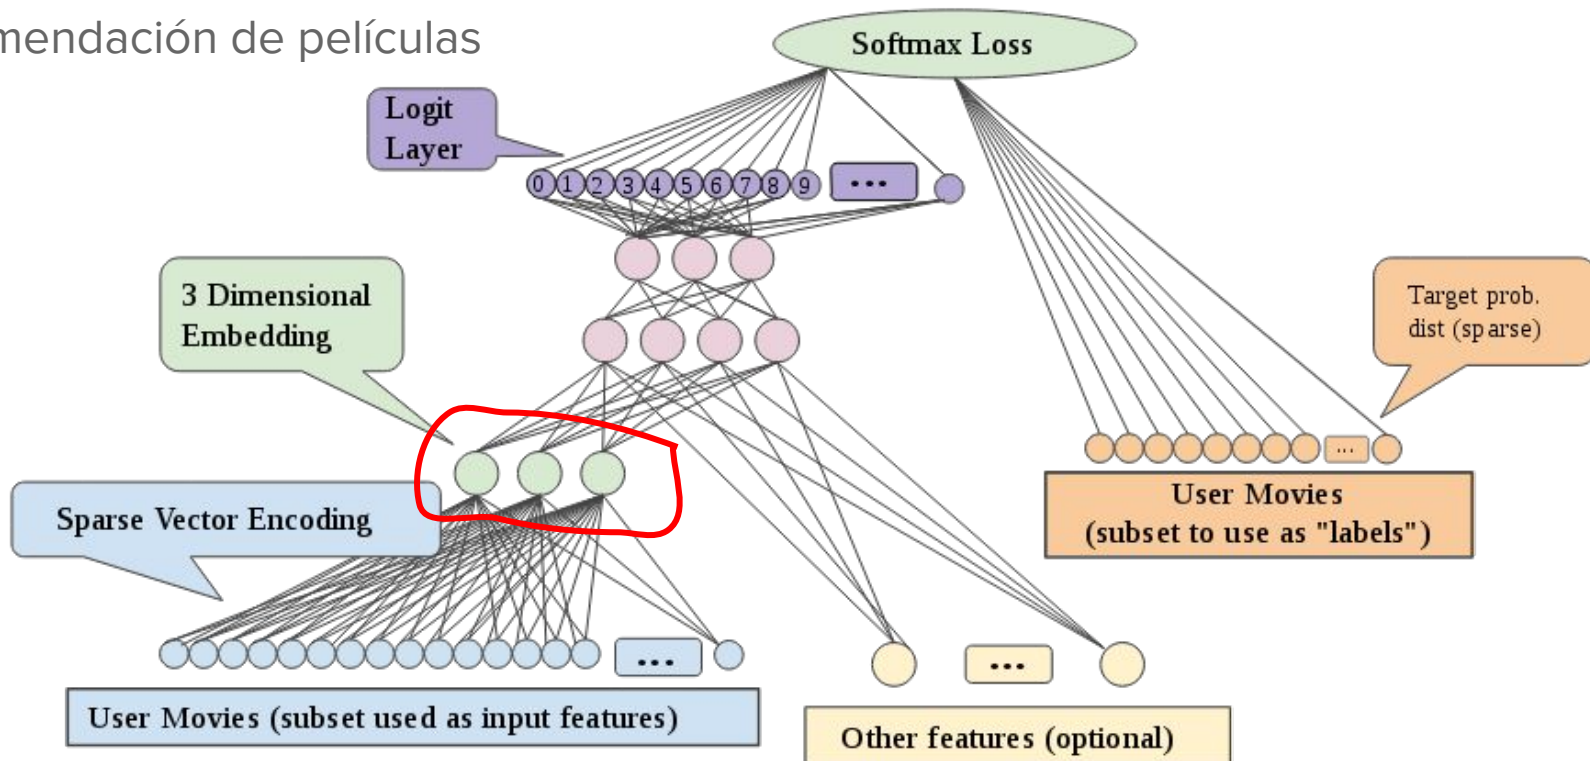 mendación de películas
Softmax Loss
Logit
Layer
0 1 2 3 4 5 6 7 8 9 ...
3 Dimensional
Embedding
Target prob.
dist (sparse)
...
User Movies
(subset to use as "labels")
Sparse Vector Encoding
...
...
User Movies (subset used as input features)
Other features (optional)